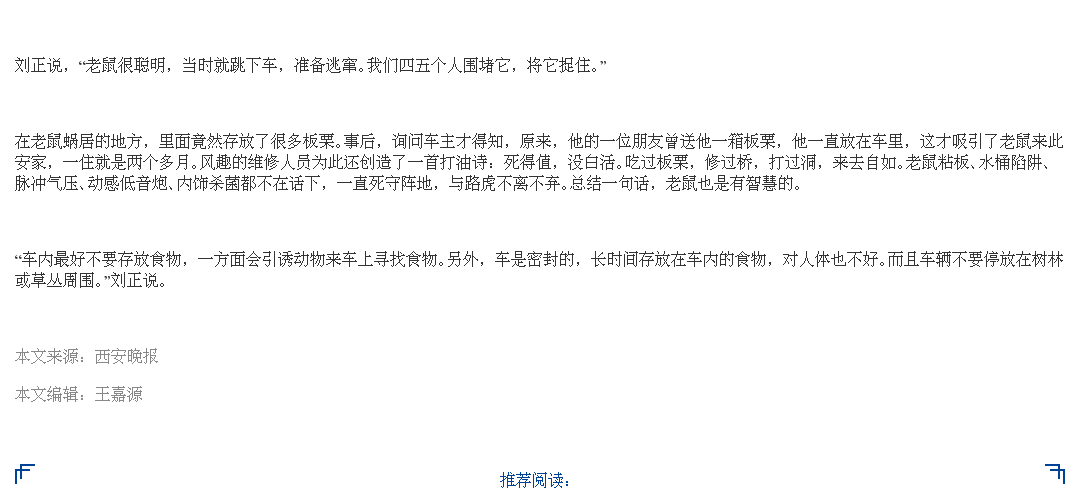 刘正说，“老鼠很聪明，当时就跳下车，准备逃窜。我们四五个人围堵它，将它捉住。”
在老鼠蜗居的地方，里面竟然存放了很多板栗。事后，询问车主才得知，原来，他的一位朋友曾送他一箱板栗，他一直放在车里，这才吸引了老鼠来此
安家，一住就是两个多月。风趣的维修人员为此还创造了一首打油诗：死得值，没白活。吃过板栗，修过桥，打过洞，来去自如。老鼠粘板、水桶陷阱、
脉冲气压、动感低音炮、内饰杀菌都不在话下，一直死守阵地，与路虎不离不弃。总结一句话，老鼠也是有智慧的。
“车内最好不要存放食物，一方面会引诱动物来车上寻找食物。另外，车是密封的，长时间存放在车内的食物，对人体也不好。而且车辆不要停放在树林
或草丛周围。”刘正说。
本文来源：西安晚报
本文编辑：王嘉源
推荐阅读：